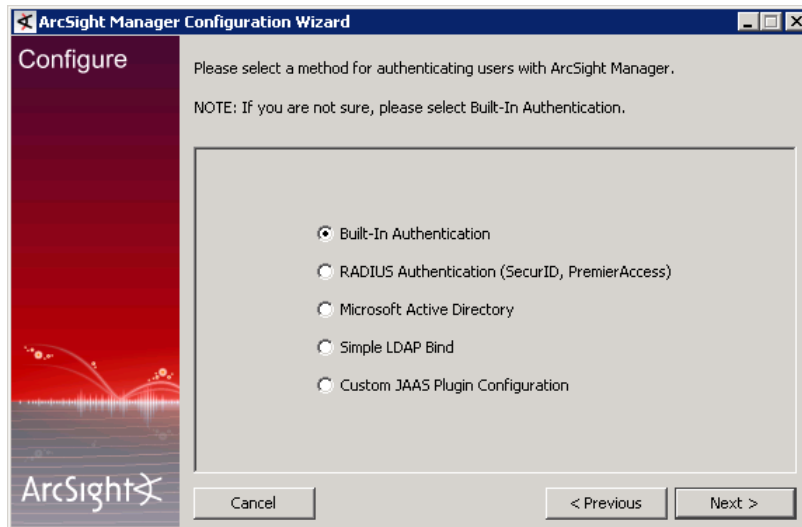 ArcSight Manager Configuration Wizard
Configure
Please select a method for authenticating users with ArcSight Manager.
NOTE: If you are not sure, please select Built-In Authentication.
Built-In Authentication
RADIUS Authentication (SecurID, PremierAccess)
Microsoft Active Directory
Simple LDAP Bind
Custom JAAS Plugin Configuration
ArcSight
Cancel
< Previous
Next >